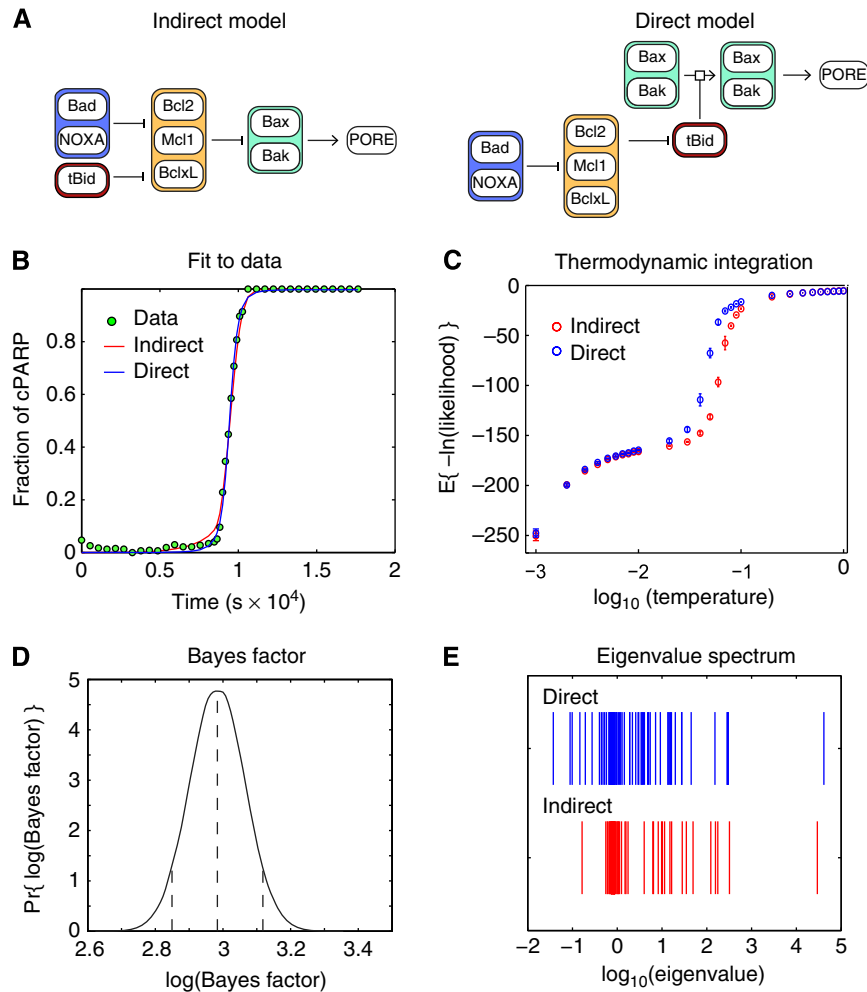 A
Indirect model
Direct model
Bad
NOXA
tBid
Bcl2
Mcl1
BclxL
Bax
Bak
PORE
Bad
NOXA
Bcl2
Mcl1
BclxL
tBid
Bax
Bak
Bax
Bak
PORE
B
Fit to data
Fraction of cPARP
0.8
0.6
0.4
0.2
0
Data
Indirect
Direct
0
0.5
1
1.5
2
Time (s × 10⁴)
C
Thermodynamic integration
E{ −ln(likelihood) }
0
−50
−100
−150
−200
−250
Indirect
Direct
−3
−2
−1
0
log₁₀ (temperature)
D
Bayes factor
Pr{ log(Bayes factor) }
5
4
3
2
1
0
2.6
2.8
3
3.2
3.4
log(Bayes factor)
E
Eigenvalue spectrum
Direct
Indirect
−2
−1
0
1
2
3
4
5
log₁₀(eigenvalue)